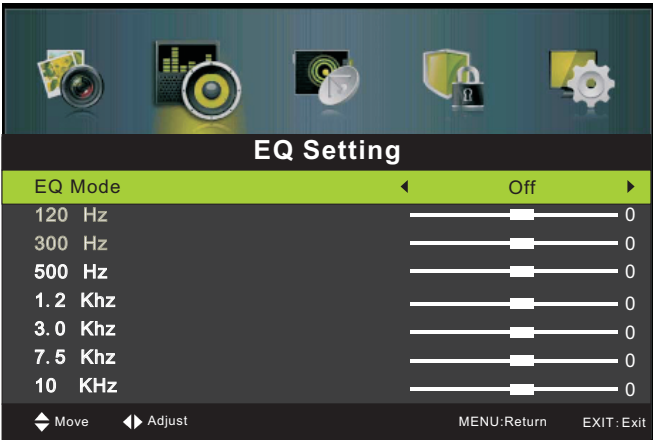 EQ Setting
EQ Mode Off
120 Hz 0
300 Hz 0
500 Hz 0
1.2 Khz 0
3.0 Khz 0
7.5 Khz 0
10 KHz 0
Move Adjust MENU:Return EXIT:Exit